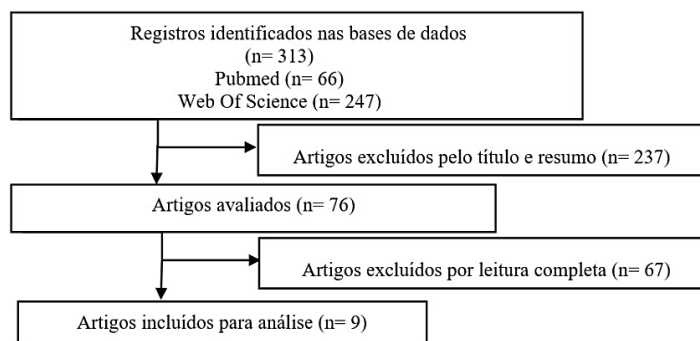 Registros identificados nas bases de dados
(n= 313)
Pubmed (n= 66)
Web Of Science (n= 247)
Artigos excluídos pelo título e resumo (n= 237)
Artigos avaliados (n= 76)
Artigos excluídos por leitura completa (n= 67)
Artigos incluídos para análise (n= 9)